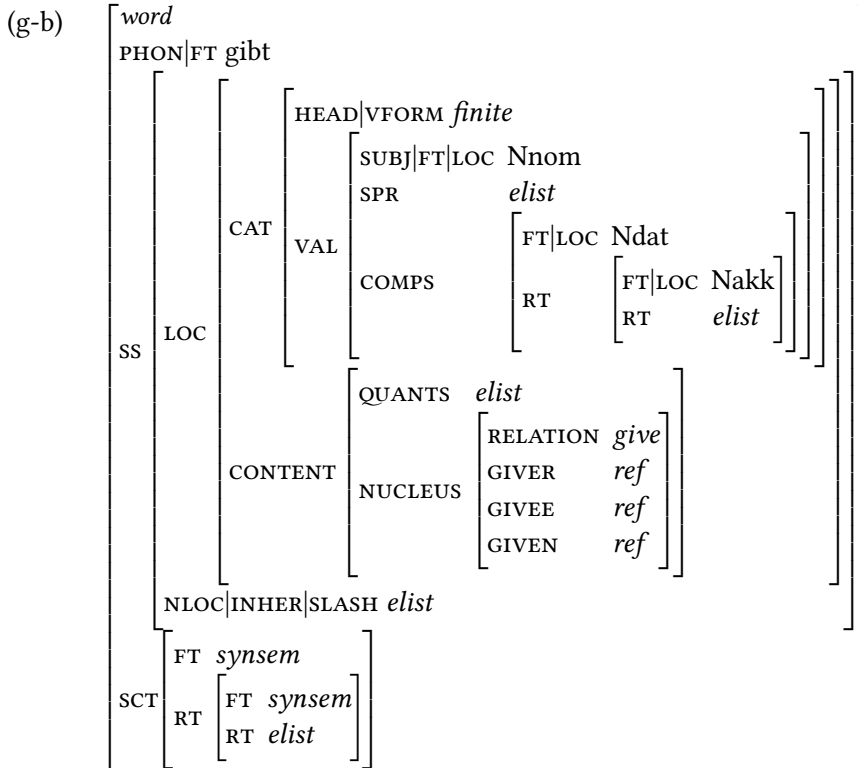 (g-b)
word
PHON|FT gibt
HEAD|VFORM finite
SUBJ|FT|LOC Nnom
SPR elist
FT|LOC Ndat
CAT
VAL
COMPS
FT|LOC Nakk
RT
RT elist
LOC
SS
QUANTS elist
RELATION give
GIVER ref
CONTENT
NUCLEUS
GIVEE ref
GIVEN ref
NLOC|INHER|SLASH elist
FT synsem
SCT
FT synsem
RT
RT elist